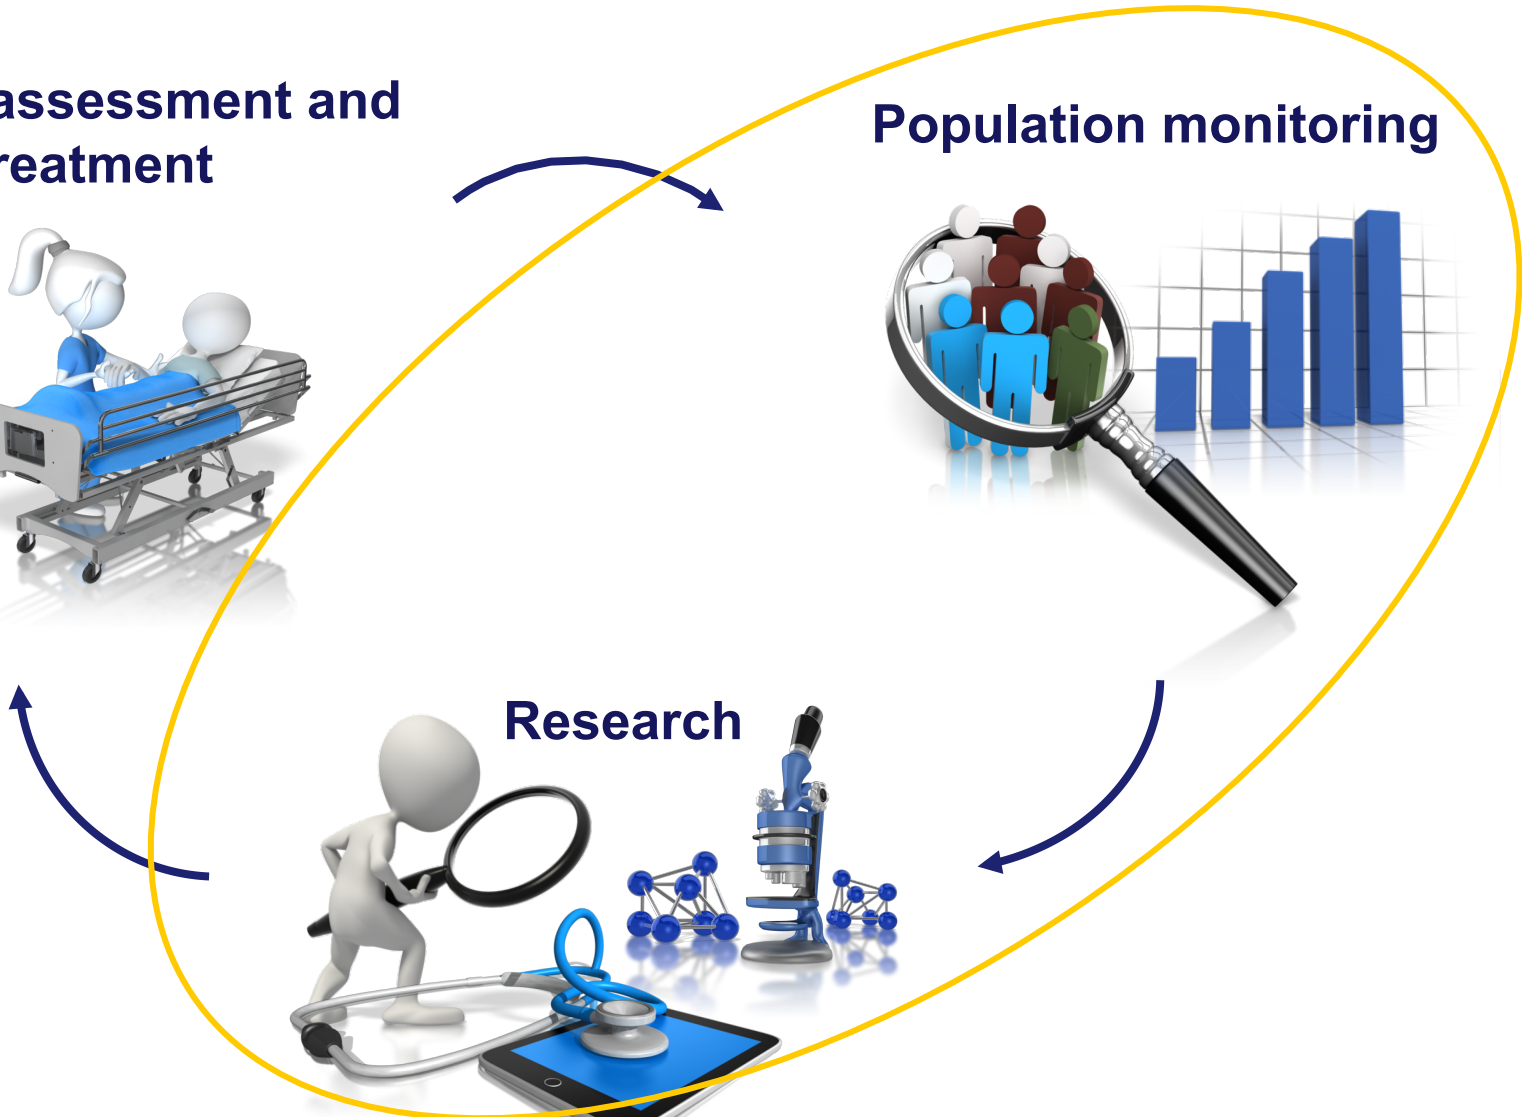 assessment and
reatment
Population monitoring
Research